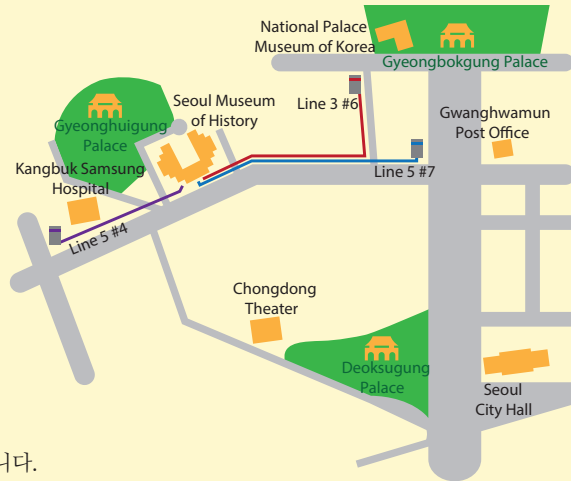 National Palace
Museum of Korea
Gyeongbokgung Palace
Seoul Museum
of History
Line 3 #6
Gyeonghuigung
Palace
Gwanghwamun
Post Office
Kangbuk Samsung
Hospital
Line 5 #7
Line 5 #4
Chongdong
Theater
Deoksugung
Palace
Seoul
City Hall
니다.